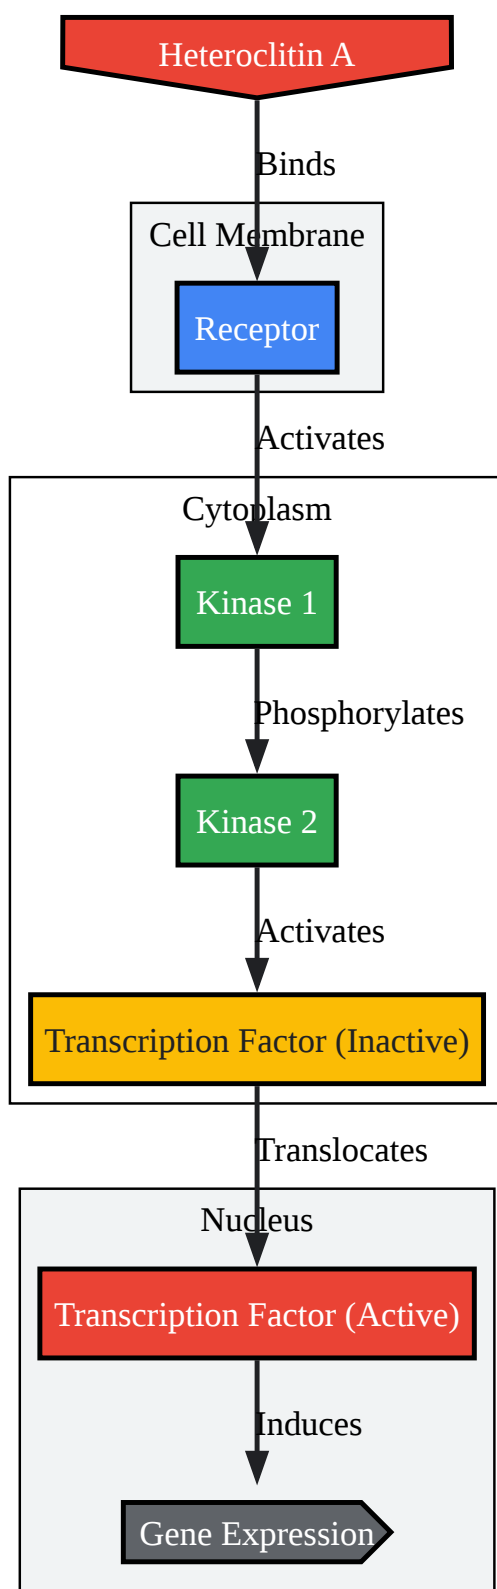 Heteroclitin A
Binds
Cell Membrane
Receptor
Activates
Cytoplasm
Kinase 1
Phosphorylates
Kinase 2
Activates
Transcription Factor (Inactive)
Translocates
Nucleus
Transcription Factor (Active)
Induces
Gene Expression